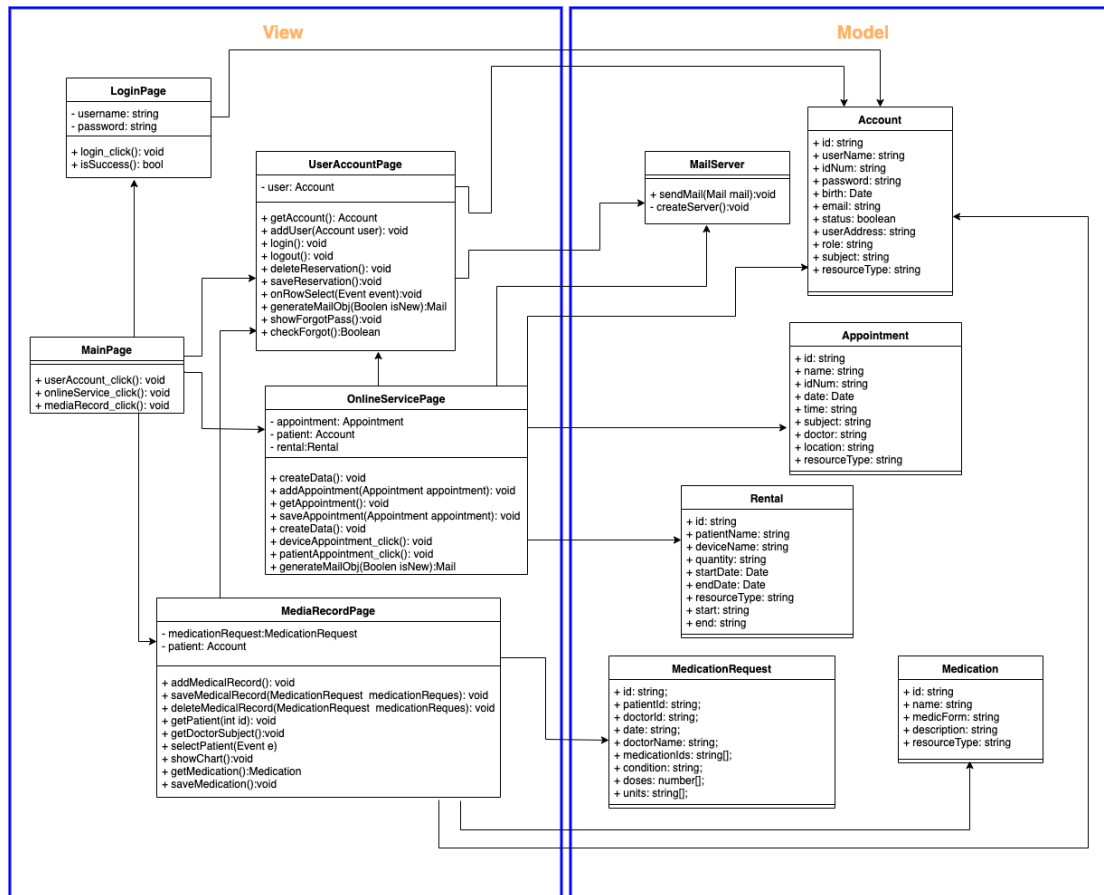 View
LoginPage
- username: string
- password: string
+ login_click(): void
+ isSuccess(): bool
UserAccountPage
- user: Account
+ getAccount(): Account
+ addUser(Account user): void
+ login(): void
+ logout(): void
+ deleteReservation(): void
+ saveReservation():void
+ onRowSelect(Event event):void
+ generateMailObj(Boolen isNew):Mail
+ showForgotPass():void
+ checkForgot():Boolean
MainPage
+ userAccount_click(): void
+ onlineService_click(): void
+ mediaRecord_click(): void
OnlineServicePage
- appointment: Appointment
- patient: Account
- rental:Rental
+ createData(): void
+ addAppointment(Appointment appointment): void
+ getAppointment(): void
+ saveAppointment(Appointment appointment): void
+ createData(): void
+ deviceAppointment_click(): void
+ patientAppointment_click(): void
+ generateMailObj(Boolen isNew):Mail
MediaRecordPage
- medicationRequest:MedicationRequest
- patient: Account
+ addMedicalRecord(): void
+ saveMedicalRecord(MedicationRequest medicationReques): void
+ deleteMedicalRecord(MedicationRequest medicationReques): void
+ getPatient(int id): void
+ getDoctorSubject():void
+ selectPatient(Event e)
+ showChart():void
+ getMedication():Medication
+ saveMedication():void
Model
MailServer
+ sendMail(Mail mail):void
- createServer():void
Account
+ id: string
+ userName: string
+ idNum: string
+ password: string
+ birth: Date
+ email: string
+ status: boolean
+ userAddress: string
+ role: string
+ subject: string
+ resourceType: string
Appointment
+ id: string
+ name: string
+ idNum: string
+ date: Date
+ time: string
+ subject: string
+ doctor: string
+ location: string
+ resourceType: string
Rental
+ id: string
+ patientName: string
+ deviceName: string
+ quantity: string
+ startDate: Date
+ endDate: Date
+ resourceType: string
+ start: string
+ end: string
MedicationRequest
+ id: string;
+ patientId: string;
+ doctorId: string;
+ date: string;
+ doctorName: string;
+ medicationIds: string[];
+ condition: string;
+ doses: number[];
+ units: string[];
Medication
+ id: string
+ name: string
+ medicForm: string
+ description: string
+ resourceType: string